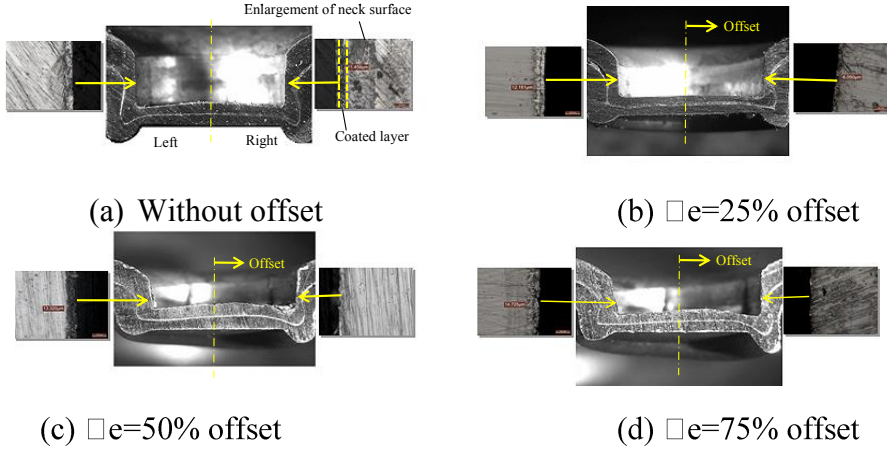 Enlargement of neck surface
Left
Right
Coated layer
(a) Without offset
Offset
(b) □e=25% offset
Offset
(c) □e=50% offset
Offset
(d) □e=75% offset